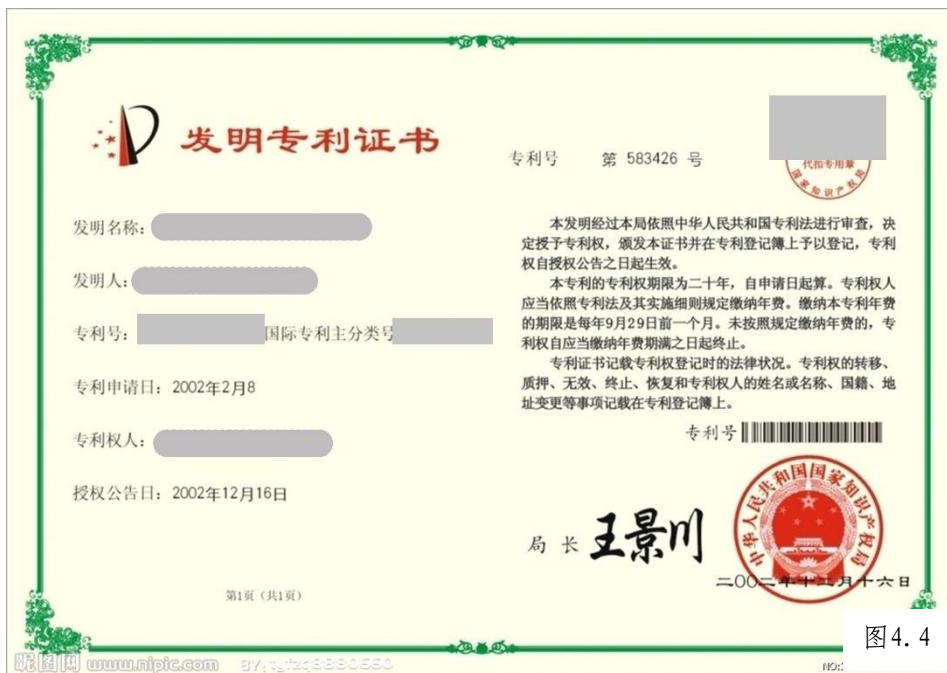 发明专利证书
专利号 第 583426 号
代扣专用章
国家知识产权局
发明名称:
发明人:
专利号: 国际专利主分类号
专利申请日: 2002年2月8
专利权人:
授权公告日: 2002年12月16日
第1页 (共1页)
本发明经过本局依照中华人民共和国专利法进行审查，决
定授予专利权，颁发本证书并在专利登记簿上予以登记，专利
权自授权公告之日起生效。
本专利的专利权期限为二十年，自申请日起算。专利权人
应当依照专利法及其实施细则规定缴纳年费。缴纳本专利年费
的期限是每年9月29日前一个月。未按照规定缴纳年费的，专
利权自应当缴纳年费期满之日起终止。
专利证书记载专利权登记时的法律状况。专利权的转移、
质押、无效、终止、恢复和专利权人的姓名或名称、国籍、地
址变更等事项记载在专利登记簿上。
专利号
局 长 王景川
中华人民共和国国家知识产权局
二〇〇二年十二月十六日
图4.4
昵图网 www.nipic.com
NO: